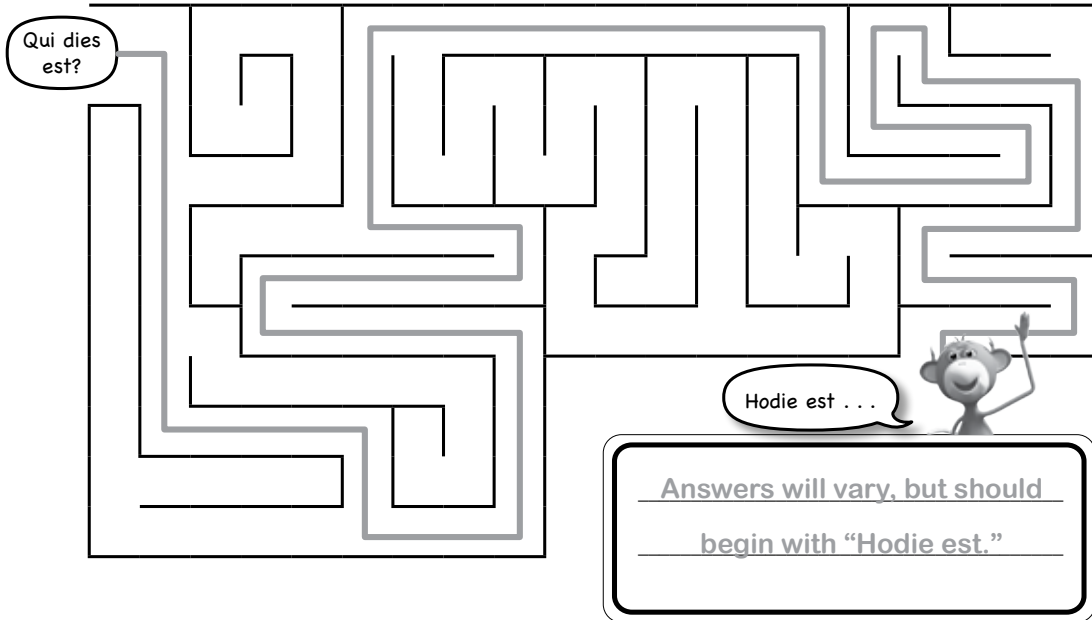 Qui dies
est?
Hodie est . . .
Answers will vary, but should
begin with “Hodie est.”